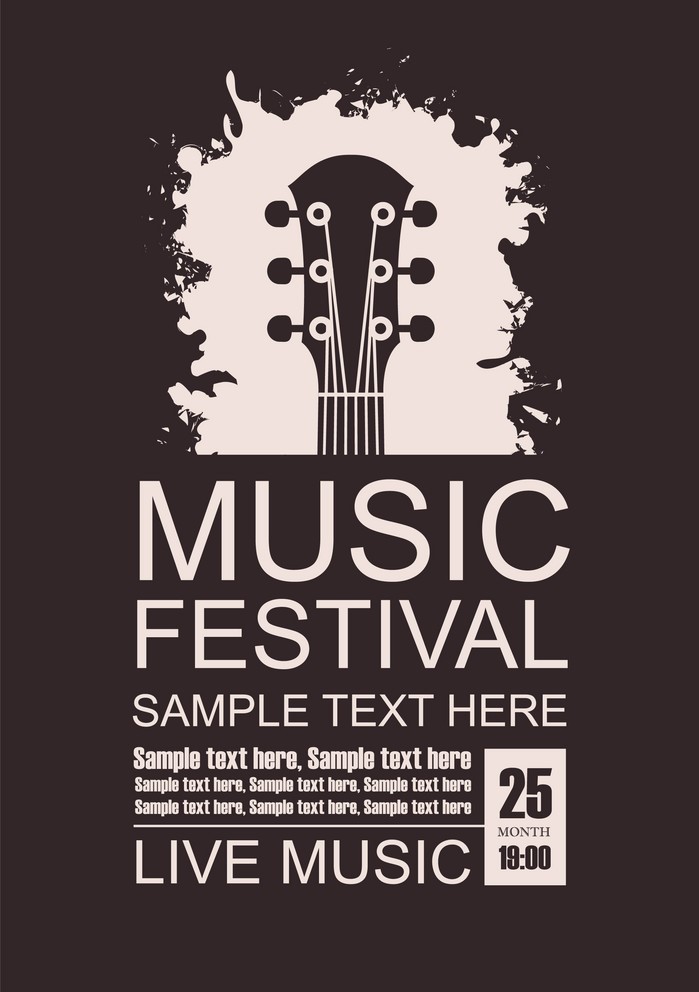 MUSIC
FESTIVAL
SAMPLE TEXT HERE
Sample text here, Sample text here
Sample text here, Sample text here, Sample text here
Sample text here, Sample text here, Sample text here
LIVE MUSIC
25
MONTH
19:00